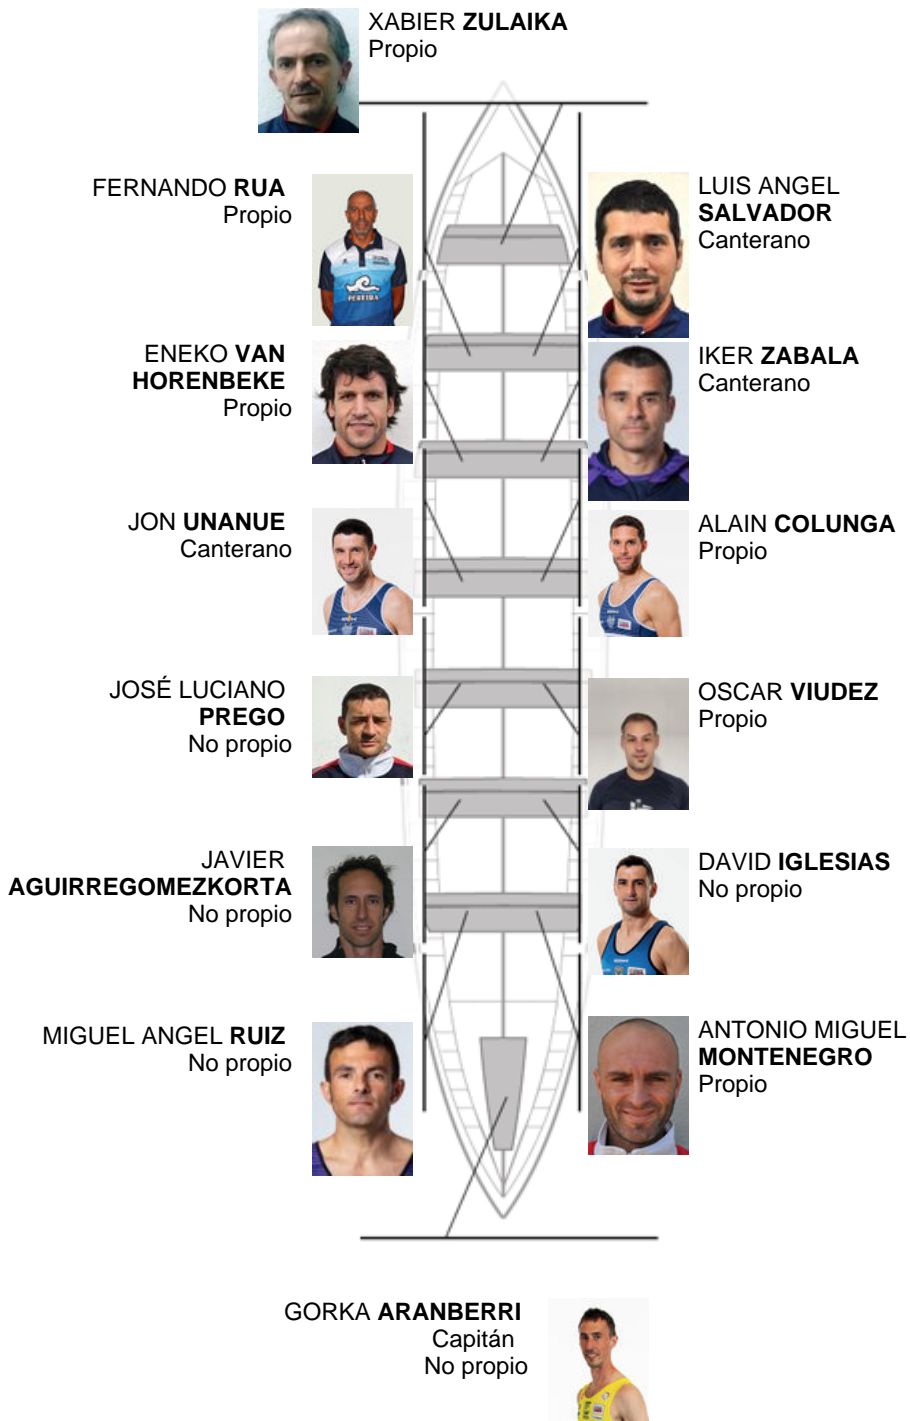 XABIER ZULAIKA
Propio
FERNANDO RUA
Propio
LUIS ANGEL
SALVADOR
Canterano
ENEKO VAN
HORENBEKE
Propio
IKER ZABALA
Canterano
JON UNANUE
Canterano
ALAIN COLUNGA
Propio
JOSÉ LUCIANO
PREGO
No propio
OSCAR VIUDEZ
Propio
JAVIER
AGUIRREGOMEZKORTA
No propio
DAVID IGLESIAS
No propio
MIGUEL ANGEL RUIZ
No propio
ANTONIO MIGUEL
MONTENEGRO
Propio
GORKA ARANBERRI
Capitán
No propio